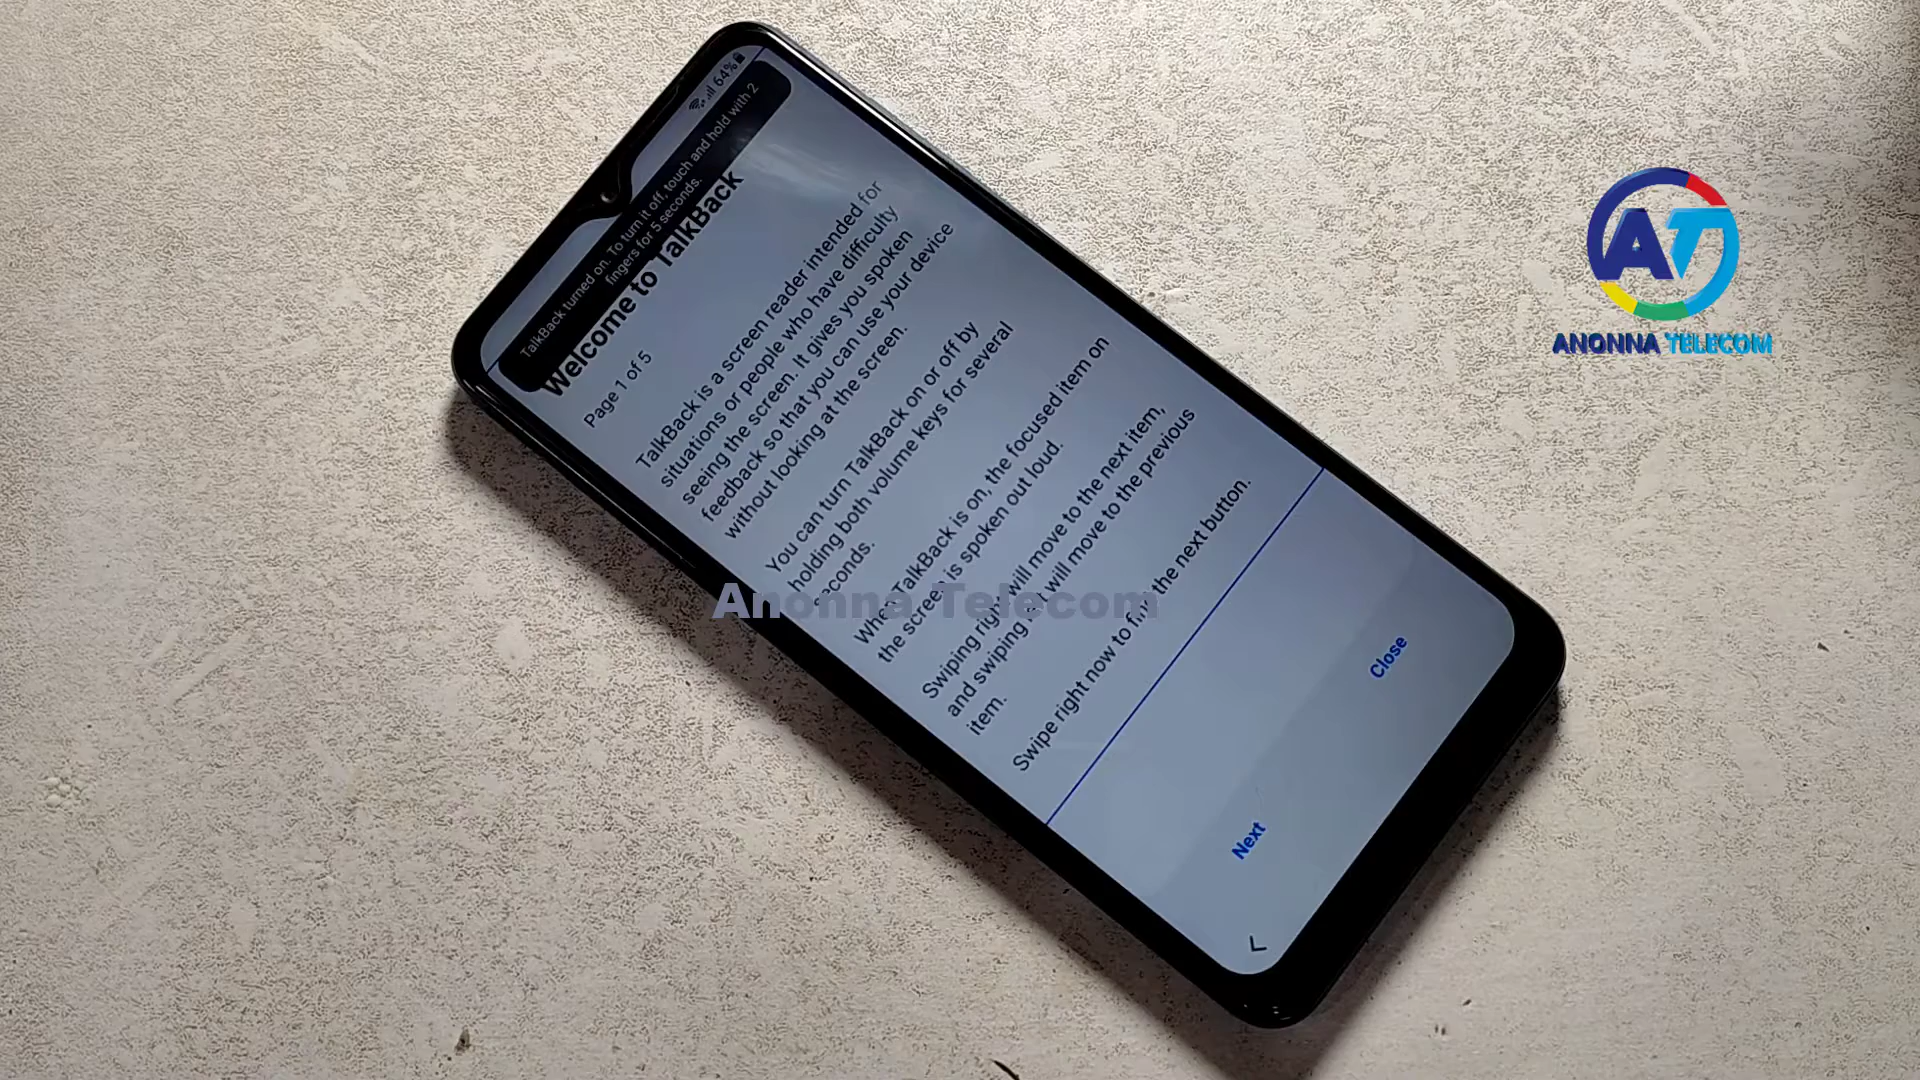 64%
TalkBack turned on. To turn it off, touch and hold with 2
fingers for 5 seconds.
Welcome to TalkBack
Page 1 of 5
TalkBack is a screen reader intended for
situations or people who have difficulty
seeing the screen. It gives you spoken
feedback so that you can use your device
without looking at the screen.
You can turn TalkBack on or off by
holding both volume keys for several
seconds.
When TalkBack is on, the focused item on
the screen is spoken out loud.
Swiping right will move to the next item,
and swiping left will move to the previous
item.
Swipe right now to find the next button.
Close
Next
AT
ANONNA TELECOM
Anonna Telecom